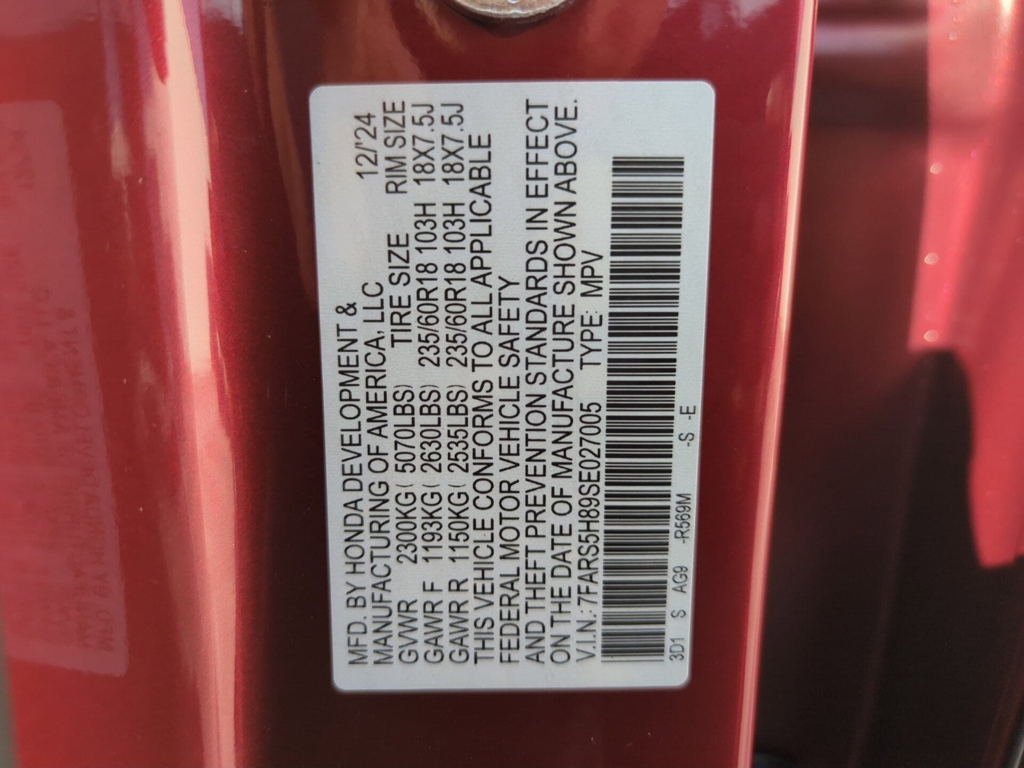 MFD. BY HONDA DEVELOPMENT &
MANUFACTURING OF AMERICA, LLC 12/'24
GVWR 2300KG( 5070LBS) TIRE SIZE RIM SIZE
GAWR F 1193KG( 2630LBS) 235/60R18 103H 18X7.5J
GAWR R 1150KG( 2535LBS) 235/60R18 103H 18X7.5J
THIS VEHICLE CONFORMS TO ALL APPLICABLE
FEDERAL MOTOR VEHICLE SAFETY
AND THEFT PREVENTION STANDARDS IN EFFECT
ON THE DATE OF MANUFACTURE SHOWN ABOVE.
V.I.N.: 7FARS5H89SE027005 TYPE: MPV
3D1 S AG9 -R569M -S -E